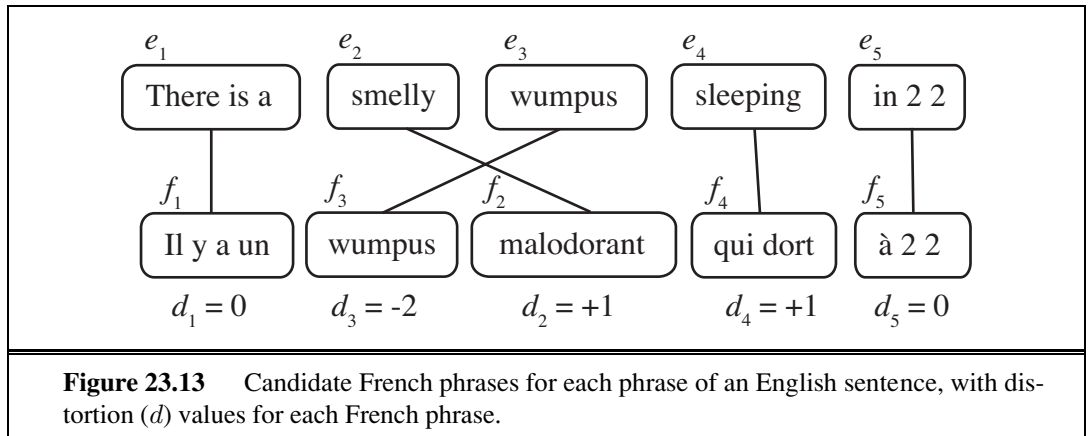 e1 e2 e3 e4 e5
There is a smelly wumpus sleeping in 2 2
f1 f3 f2 f4 f5
Il y a un wumpus malodorant qui dort à 2 2
d1 = 0 d3 = -2 d2 = +1 d4 = +1 d5 = 0
Figure 23.13 Candidate French phrases for each phrase of an English sentence, with dis-
tortion (d) values for each French phrase.